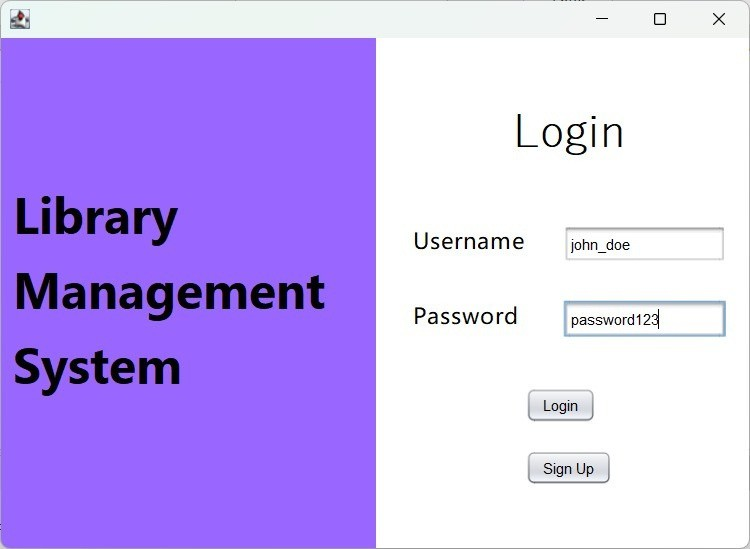 Library
Management
System
Login
Username
john_doe
Password
password123
Login
Sign Up